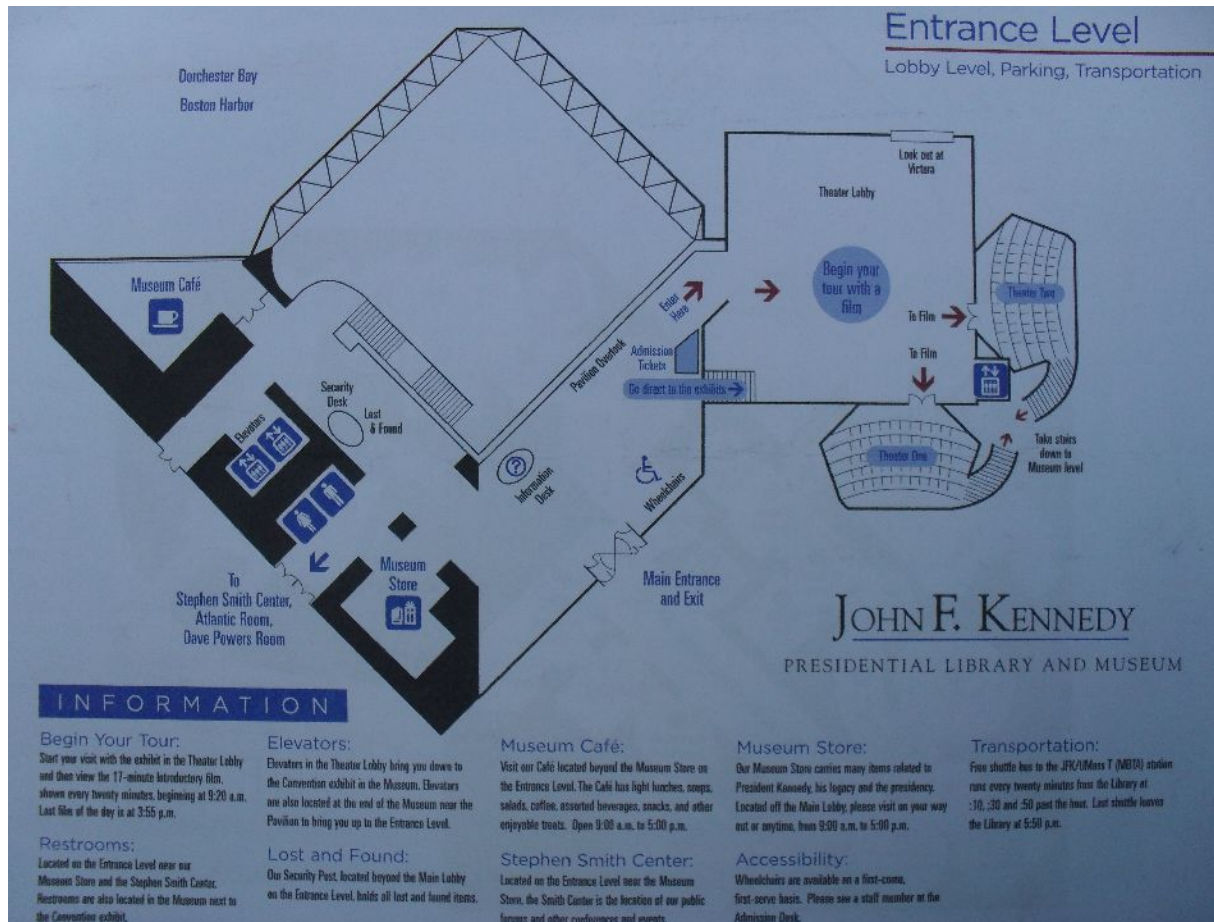 Entrance Level
Lobby Level, Parking, Transportation
Dorchester Bay
Boston Harbor
Look out at
Victura
Theater Lobby
Museum Café
Begin your
tour with a
film
Enter
Here
To Film
Theater Two
To Film
Admission
Tickets
Pavilion Overlook
Go direct to the exhibits
Security
Desk
Lost
& Found
Elevators
Theater One
Take stairs
down to
Museum level
?
Information
Desk
Wheelchairs
Museum
Store
Main Entrance
and Exit
To
Stephen Smith Center,
Atlantic Room,
Dave Powers Room
JOHN F. KENNEDY
PRESIDENTIAL LIBRARY AND MUSEUM
INFORMATION
Begin Your Tour:
Start your visit with the exhibit in the Theater Lobby
and then view the 17-minute Introductory film,
shown every twenty minutes, beginning at 9:20 a.m.
Last film of the day is at 3:55 p.m.
Restrooms:
Located on the Entrance Level near our
Museum Store and the Stephen Smith Center.
Restrooms are also located in the Museum next to
the Convention exhibit.
Elevators:
Elevators in the Theater Lobby bring you down to
the Convention exhibit in the Museum. Elevators
are also located at the end of the Museum near the
Pavilion to bring you up to the Entrance Level.
Lost and Found:
Our Security Post, located beyond the Main Lobby
on the Entrance Level, holds all lost and found items.
Museum Café:
Visit our Café located beyond the Museum Store on
the Entrance Level. The Café has light lunches, soups,
salads, coffee, assorted beverages, snacks, and other
enjoyable treats. Open 9:00 a.m. to 5:00 p.m.
Stephen Smith Center:
Located on the Entrance Level near the Museum
Store, the Smith Center is the location of our public
forums and other conferences and events.
Museum Store:
Our Museum Store carries many items related to
President Kennedy, his legacy and the presidency.
Located off the Main Lobby, please visit on your way
out or anytime, from 9:00 a.m. to 5:00 p.m.
Accessibility:
Wheelchairs are available on a first-come,
first-serve basis. Please see a staff member at the
Admission Desk.
Transportation:
Free shuttle bus to the JFK/UMass T (MBTA) station
runs every twenty minutes from the Library at
:10, :30 and :50 past the hour. Last shuttle leaves
the Library at 5:50 p.m.